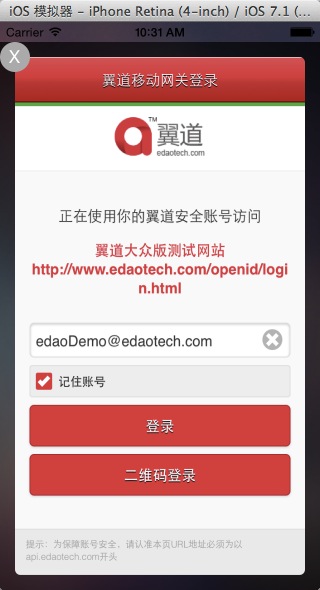 iOS 模拟器 - iPhone Retina (4-inch) / iOS 7.1 (...
Carrier 10:31 AM
X
翼道移动网关登录
翼道 TM
edaotech.com
正在使用你的翼道安全账号访问
翼道大众版测试网站
http://www.edaotech.com/openid/logi
n.html
edaoDemo@edaotech.com
记住账号
登录
二维码登录
提示：为保障账号安全，请认准本页URL地址必须为以
api.edaotech.com开头